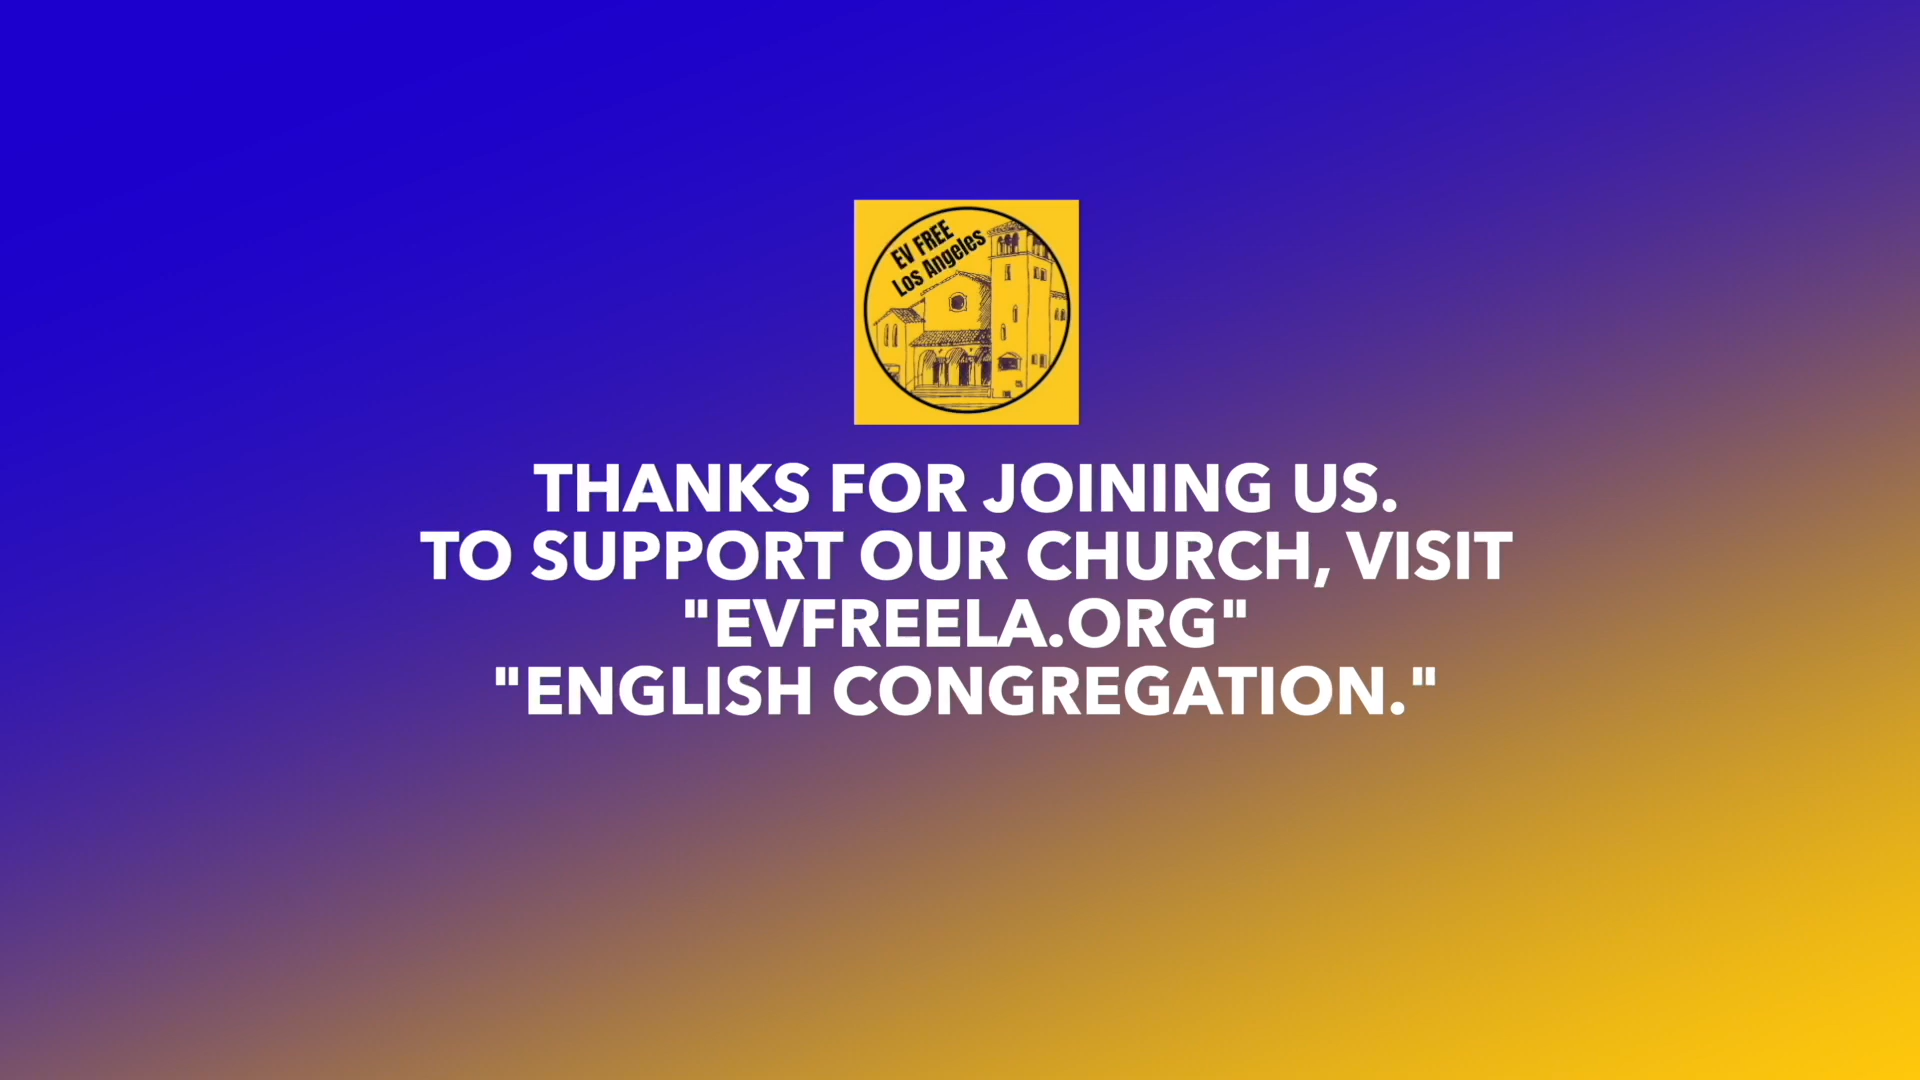 EV FREE
Los Angeles
THANKS FOR JOINING US.
TO SUPPORT OUR CHURCH, VISIT
"EVFREELA.ORG"
"ENGLISH CONGREGATION."